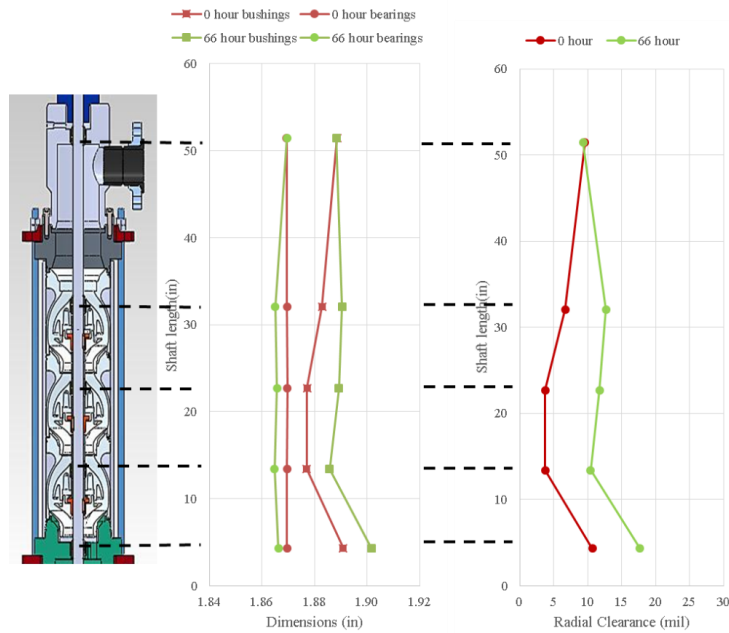 0 hour bushings 0 hour bearings
66 hour bushings 66 hour bearings
0 hour 66 hour
60
50
40
30
20
10
0
Shaft length(in)
1.84 1.86 1.88 1.90 1.92
Dimensions (in)
60
50
40
30
20
10
0
Shaft length(in)
0 5 10 15 20 25 30
Radial Clearance (mil)